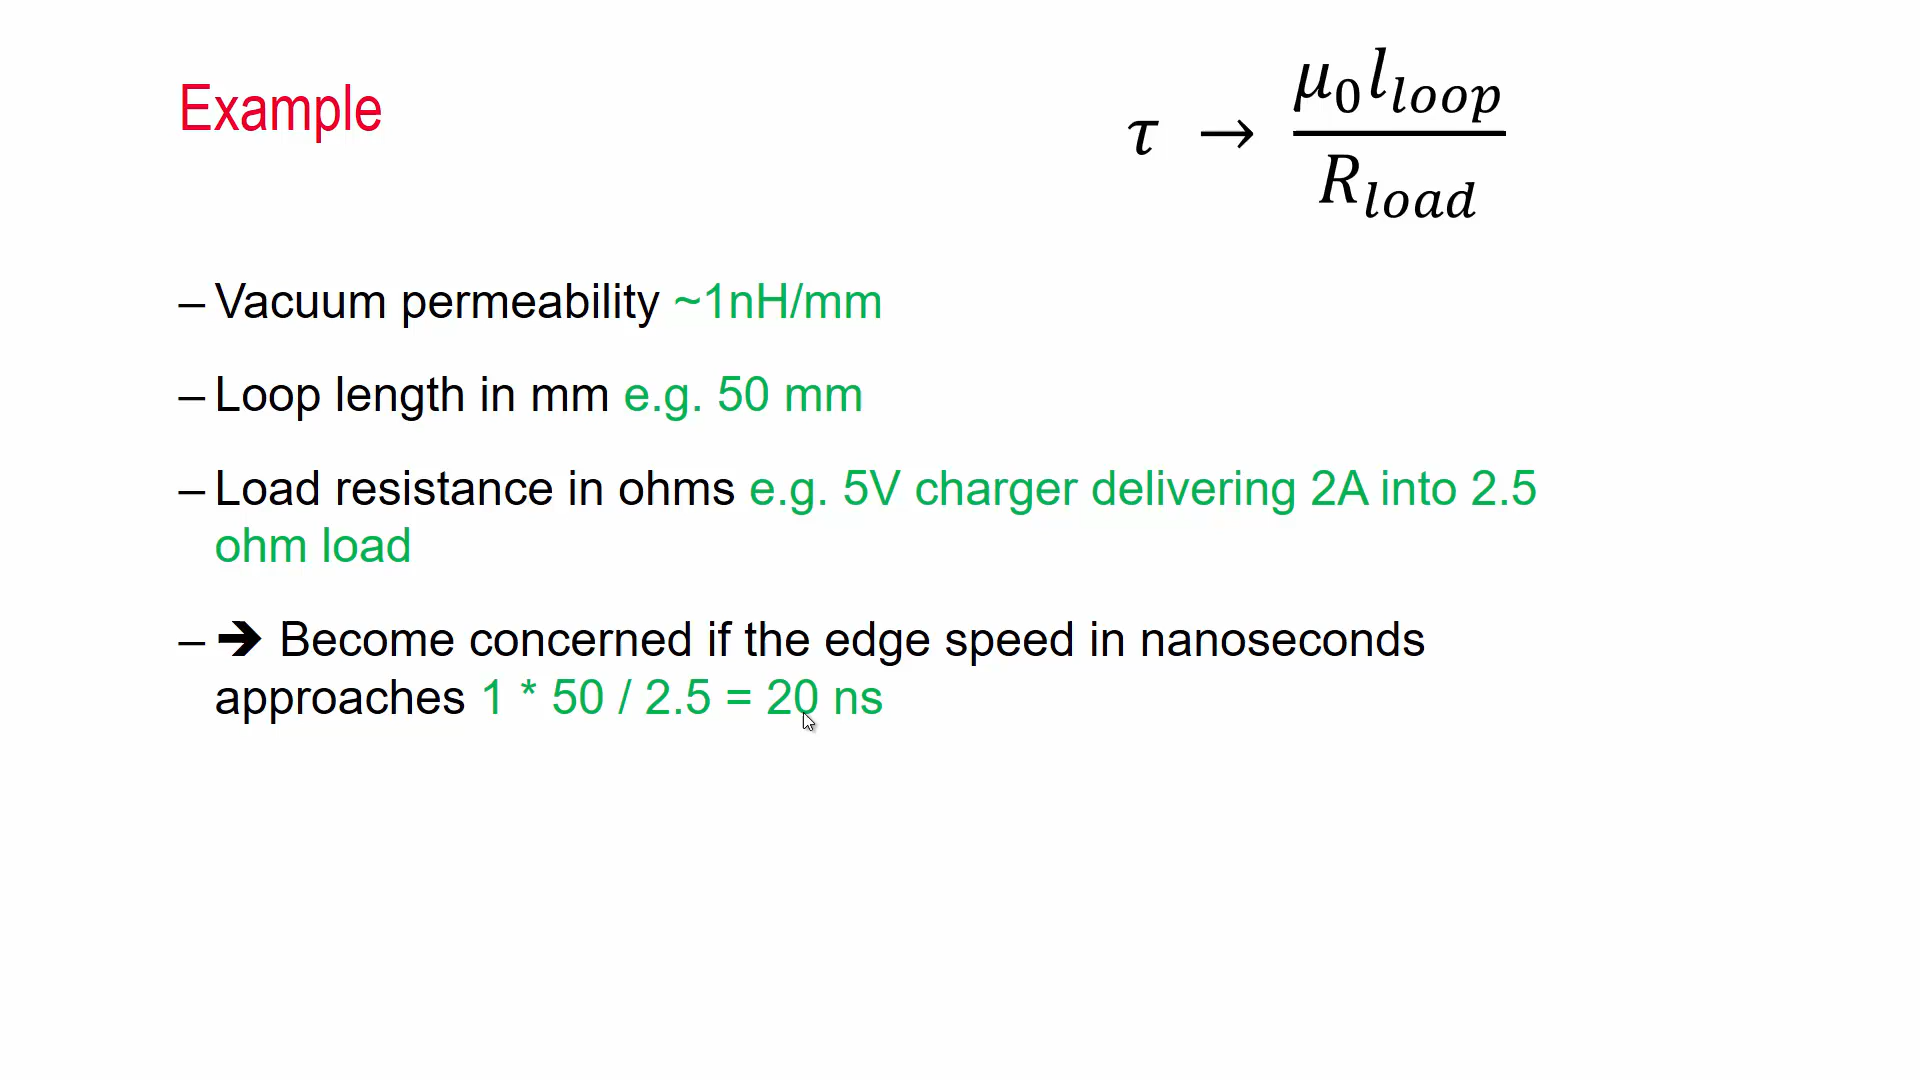 Example
τ → μ₀l_loop / R_load
– Vacuum permeability ~1nH/mm
– Loop length in mm e.g. 50 mm
– Load resistance in ohms e.g. 5V charger delivering 2A into 2.5
ohm load
– ➔ Become concerned if the edge speed in nanoseconds
approaches 1 * 50 / 2.5 = 20 ns